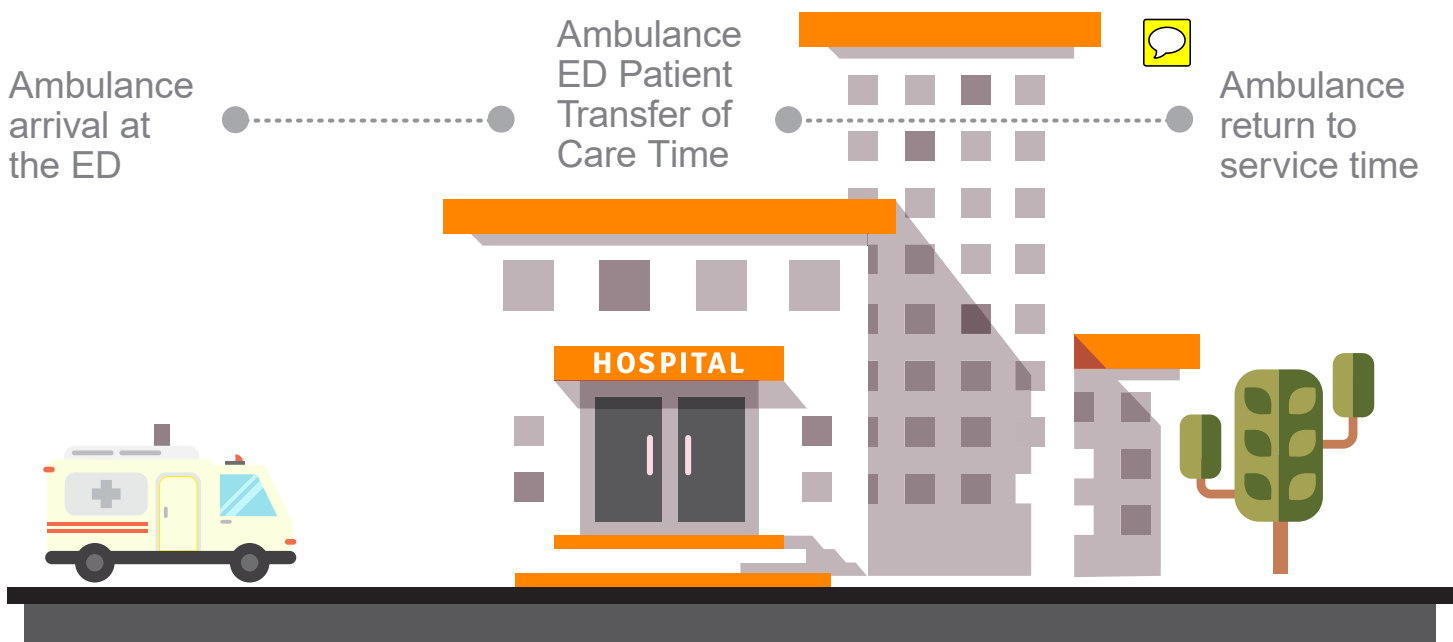 Ambulance
arrival at
the ED
Ambulance
ED Patient
Transfer of
Care Time
Ambulance
return to
service time
HOSPITAL